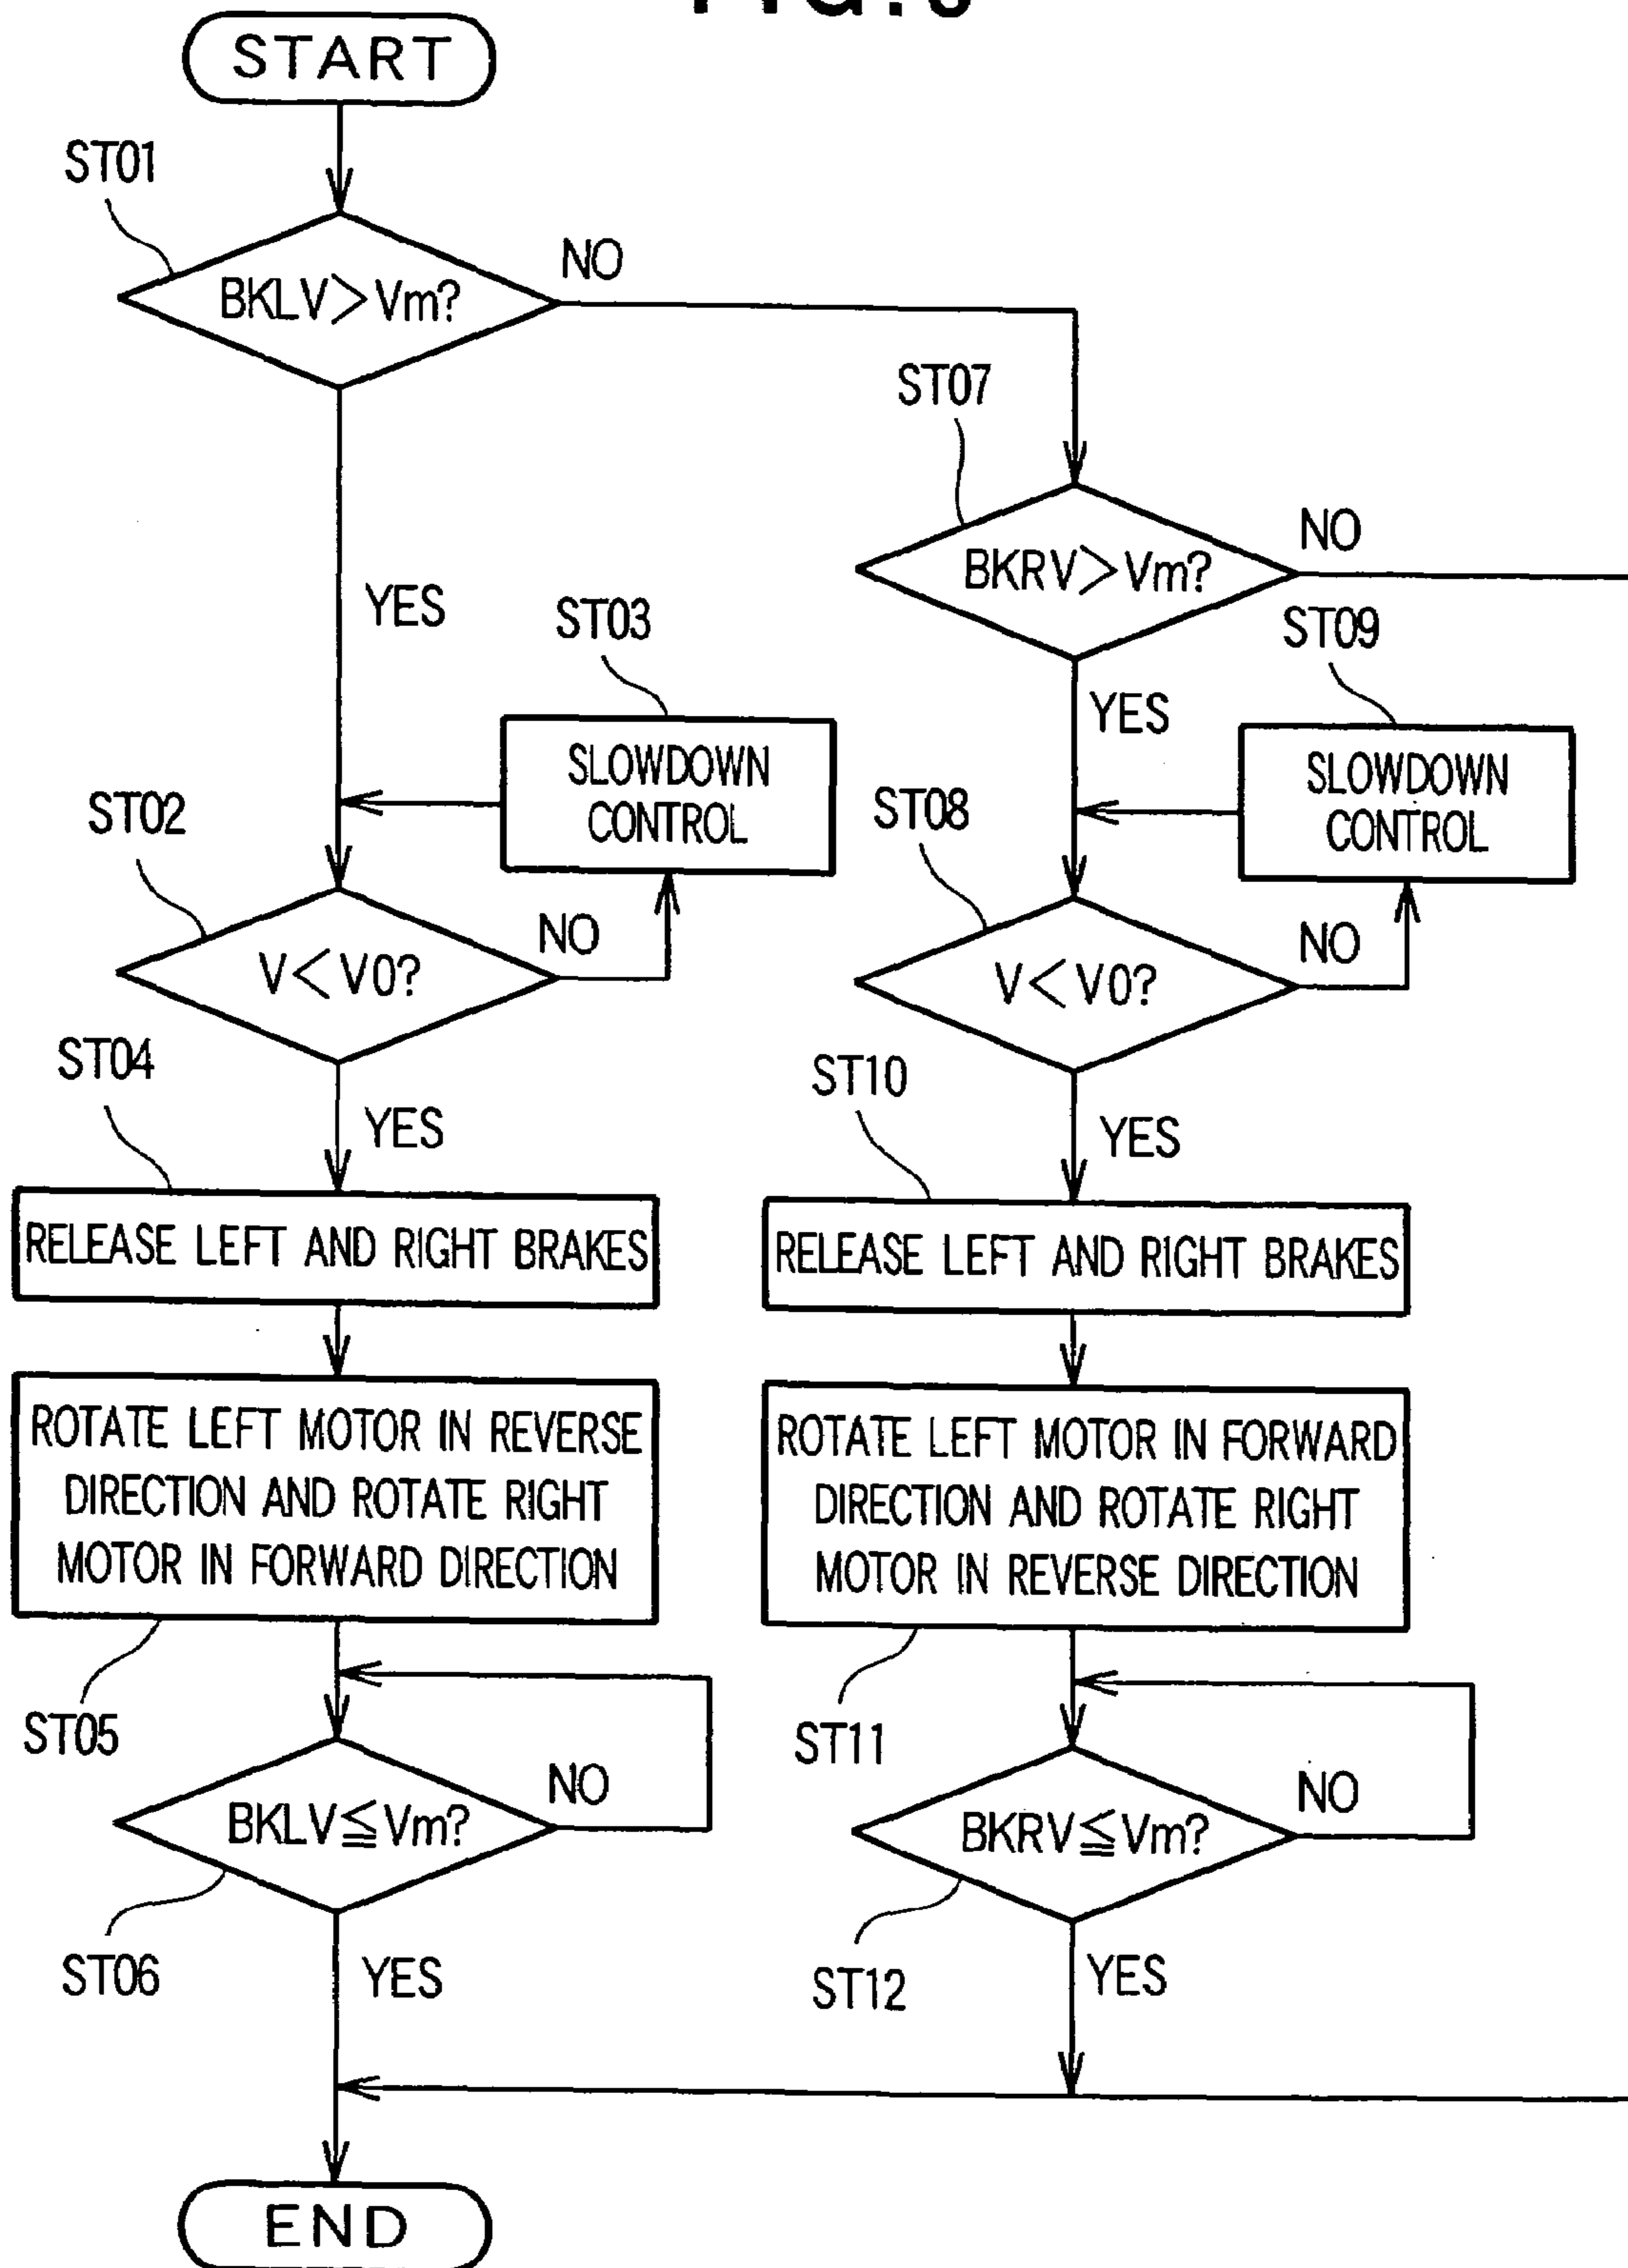 START
ST01
BKLV>Vm?
NO
YES
ST07
BKRV>Vm?
NO
YES
ST03
SLOWDOWN
CONTROL
ST02
V<V0?
NO
YES
ST09
SLOWDOWN
CONTROL
ST08
V<V0?
NO
YES
ST04
RELEASE LEFT AND RIGHT BRAKES
ST10
RELEASE LEFT AND RIGHT BRAKES
ROTATE LEFT MOTOR IN REVERSE
DIRECTION AND ROTATE RIGHT
MOTOR IN FORWARD DIRECTION
ST05
ROTATE LEFT MOTOR IN FORWARD
DIRECTION AND ROTATE RIGHT
MOTOR IN REVERSE DIRECTION
ST11
BKLV≦Vm?
NO
ST06
YES
BKRV≦Vm?
NO
ST12
YES
END